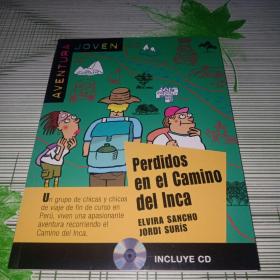 AVENTURA JOVEN
Perdidos
en el Camino
del Inca
ELVIRA SANCHO
JORDI SURÍS
Un grupo de chicas y chicos
de viaje de fin de curso en
Perú, viven una apasionante
aventura recorriendo el
Camino del Inca.
INCLUYE CD